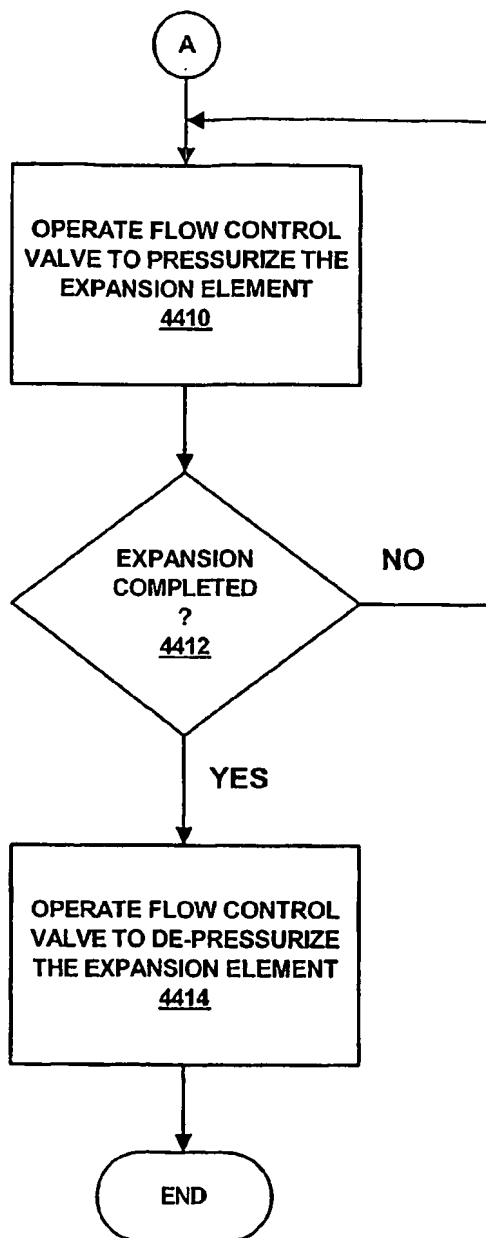 A
OPERATE FLOW CONTROL
VALVE TO PRESSURIZE THE
EXPANSION ELEMENT
4410
EXPANSION
COMPLETED
?
4412
NO
YES
OPERATE FLOW CONTROL
VALVE TO DE-PRESSURIZE
THE EXPANSION ELEMENT
4414
END